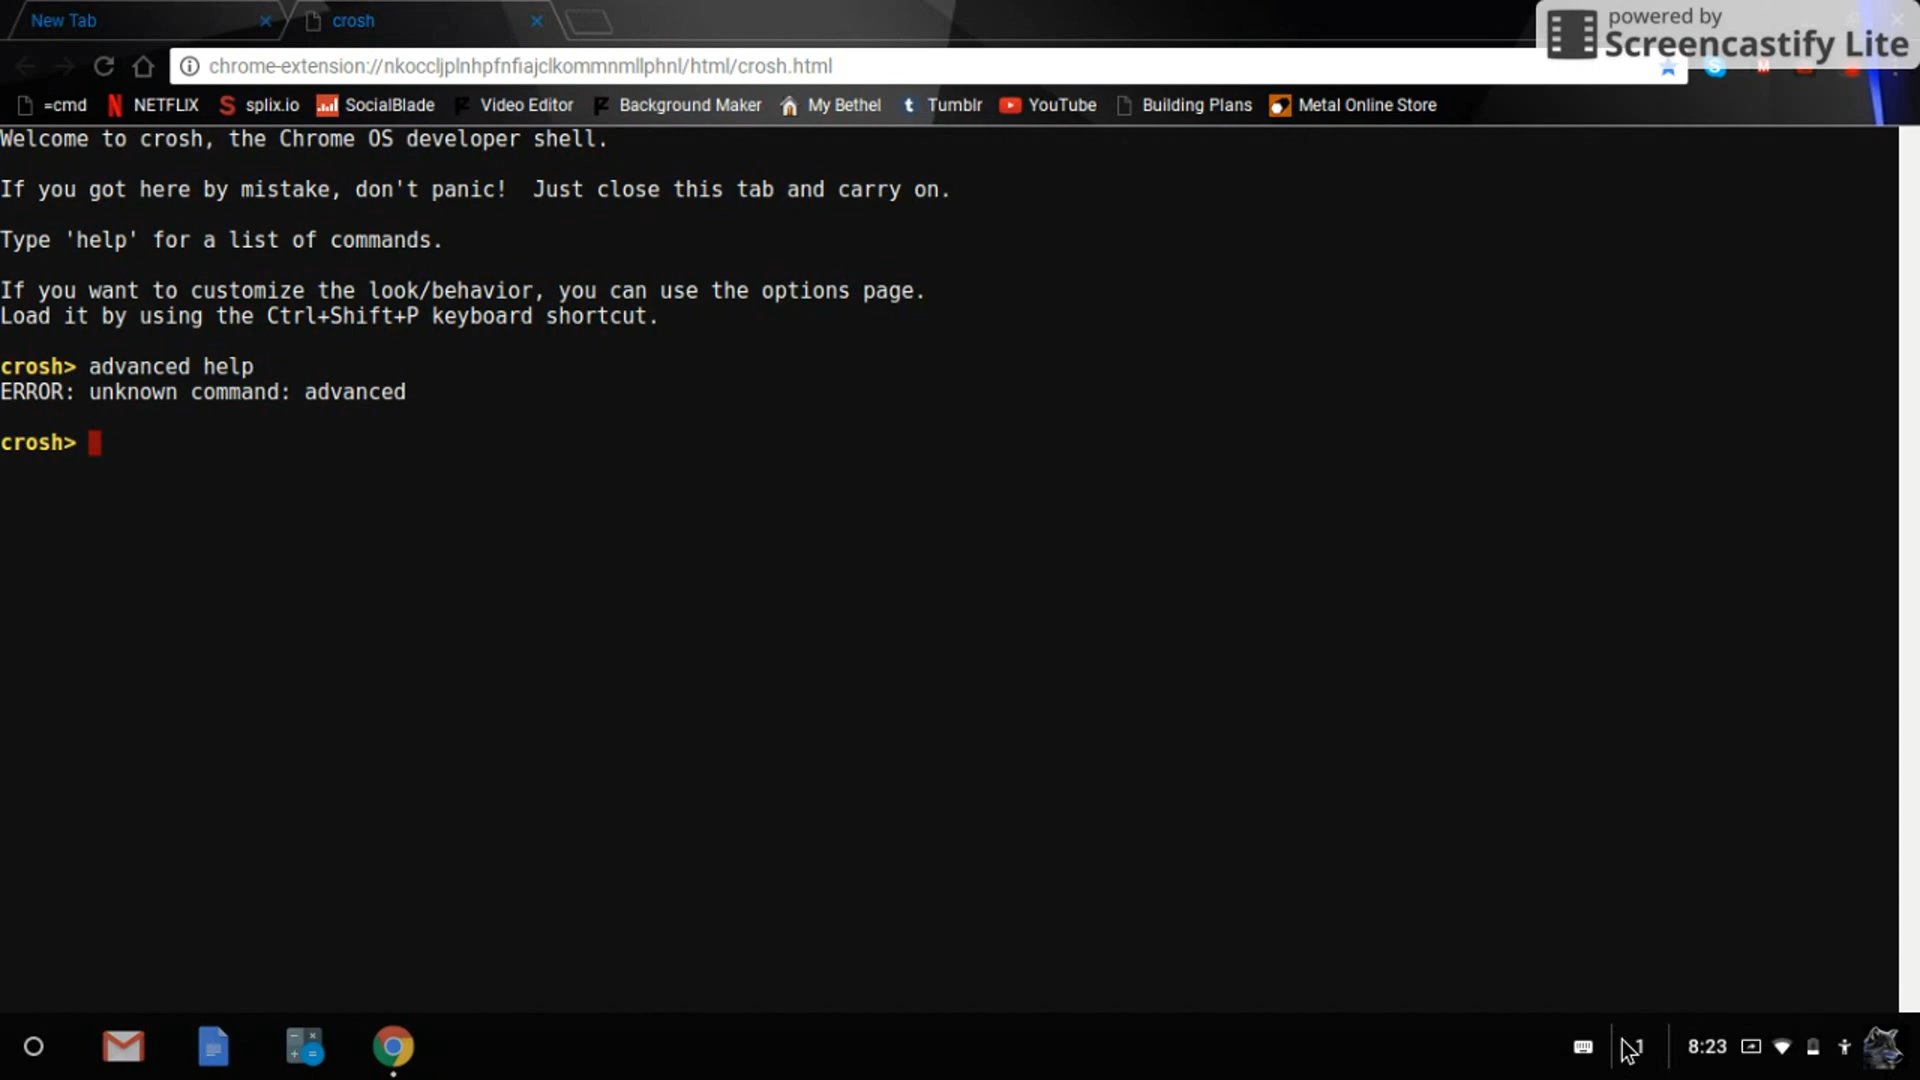 New Tab
crosh
powered by
Screencastify Lite
chrome-extension://nkoccljplnhpfnfiajclkommnmllphnl/html/crosh.html
=cmd NETFLIX splix.io SocialBlade Video Editor Background Maker My Bethel Tumblr YouTube Building Plans Metal Online Store
Welcome to crosh, the Chrome OS developer shell.
If you got here by mistake, don't panic!  Just close this tab and carry on.
Type 'help' for a list of commands.
If you want to customize the look/behavior, you can use the options page.
Load it by using the Ctrl+Shift+P keyboard shortcut.
crosh> advanced help
ERROR: unknown command: advanced
crosh>
1
8:23